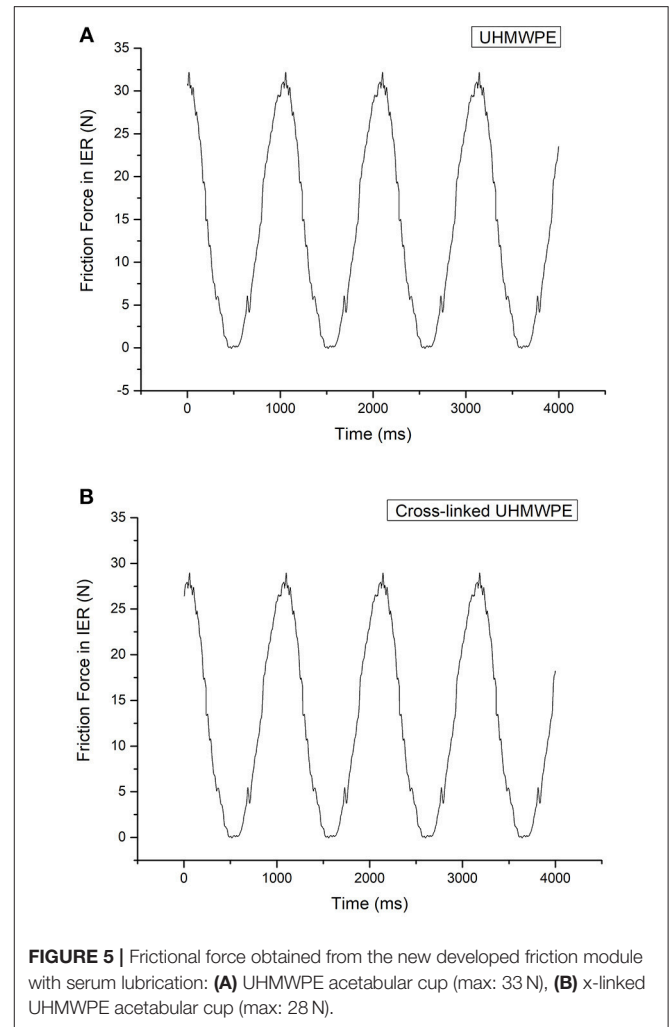 A
UHMWPE
35
30
25
20
15
10
5
0
-5
Friction Force in IER (N)
0 1000 2000 3000 4000
Time (ms)
B
Cross-linked UHMWPE
35
30
25
20
15
10
5
0
Friction Force in IER (N)
0 1000 2000 3000 4000
Time (ms)
FIGURE 5 | Frictional force obtained from the new developed friction module
with serum lubrication: (A) UHMWPE acetabular cup (max: 33 N), (B) x-linked
UHMWPE acetabular cup (max: 28 N).